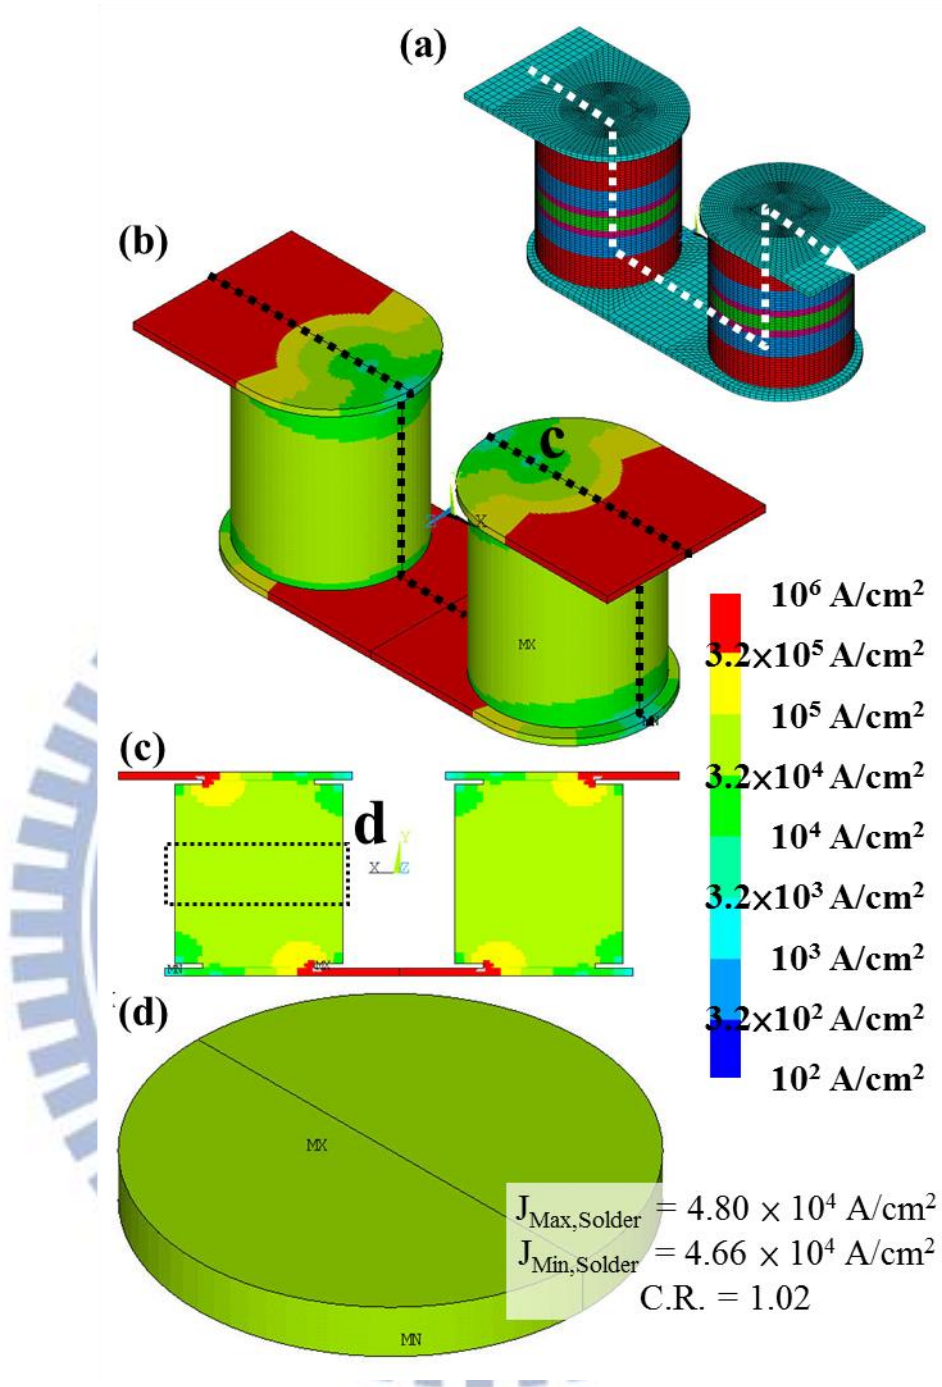 (a)
(b)
c
Z
X
MX
MN
10⁶ A/cm²
3.2×10⁵ A/cm²
10⁵ A/cm²
3.2×10⁴ A/cm²
10⁴ A/cm²
3.2×10³ A/cm²
10³ A/cm²
3.2×10² A/cm²
10² A/cm²
(c)
d
Y
X
Z
MN
MX
(d)
MX
MN
J_Max,Solder = 4.80 × 10⁴ A/cm²
J_Min,Solder = 4.66 × 10⁴ A/cm²
C.R. = 1.02